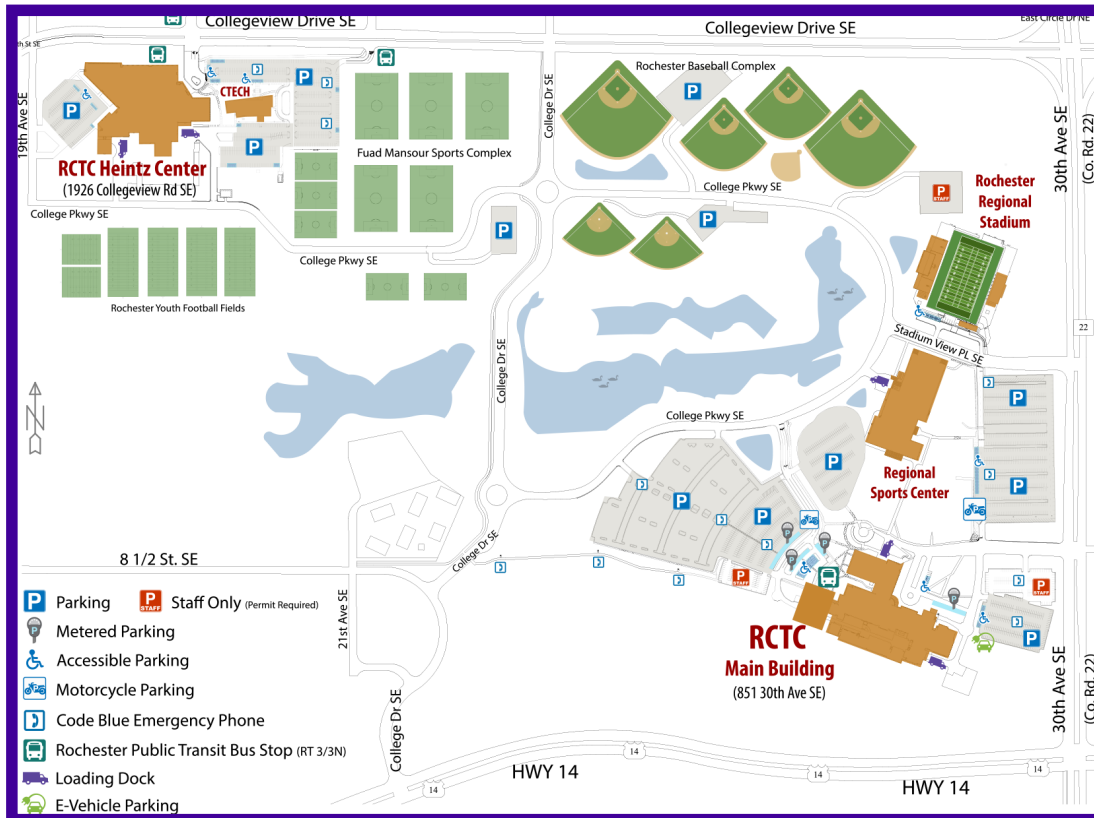 Collegeview Drive SE
Collegeview Drive SE
East Circle Dr NE
th St SE
19th Ave SE
P
P
P
CTECH
RCTC Heintz Center
(1926 Collegeview Rd SE)
College Pkwy SE
Fuad Mansour Sports Complex
College Dr SE
Rochester Baseball Complex
P
30th Ave SE
(Co. Rd. 22)
College Pkwy SE
P
STAFF
Rochester
Regional
Stadium
P
P
College Pkwy SE
Rochester Youth Football Fields
22
Stadium View PL SE
N
College Dr SE
College Pkwy SE
P
Regional
Sports Center
P
P
P
P
8 1/2 St. SE
College Dr SE
P
STAFF
P
STAFF
P
21st Ave SE
RCTC
Main Building
(851 30th Ave SE)
30th Ave SE
(Co. Rd. 22)
College Dr SE
P Parking
P STAFF Staff Only (Permit Required)
P Metered Parking
Accessible Parking
P Motorcycle Parking
Code Blue Emergency Phone
Rochester Public Transit Bus Stop (RT 3/3N)
Loading Dock
E-Vehicle Parking
14
HWY 14
14
14
HWY 14
14